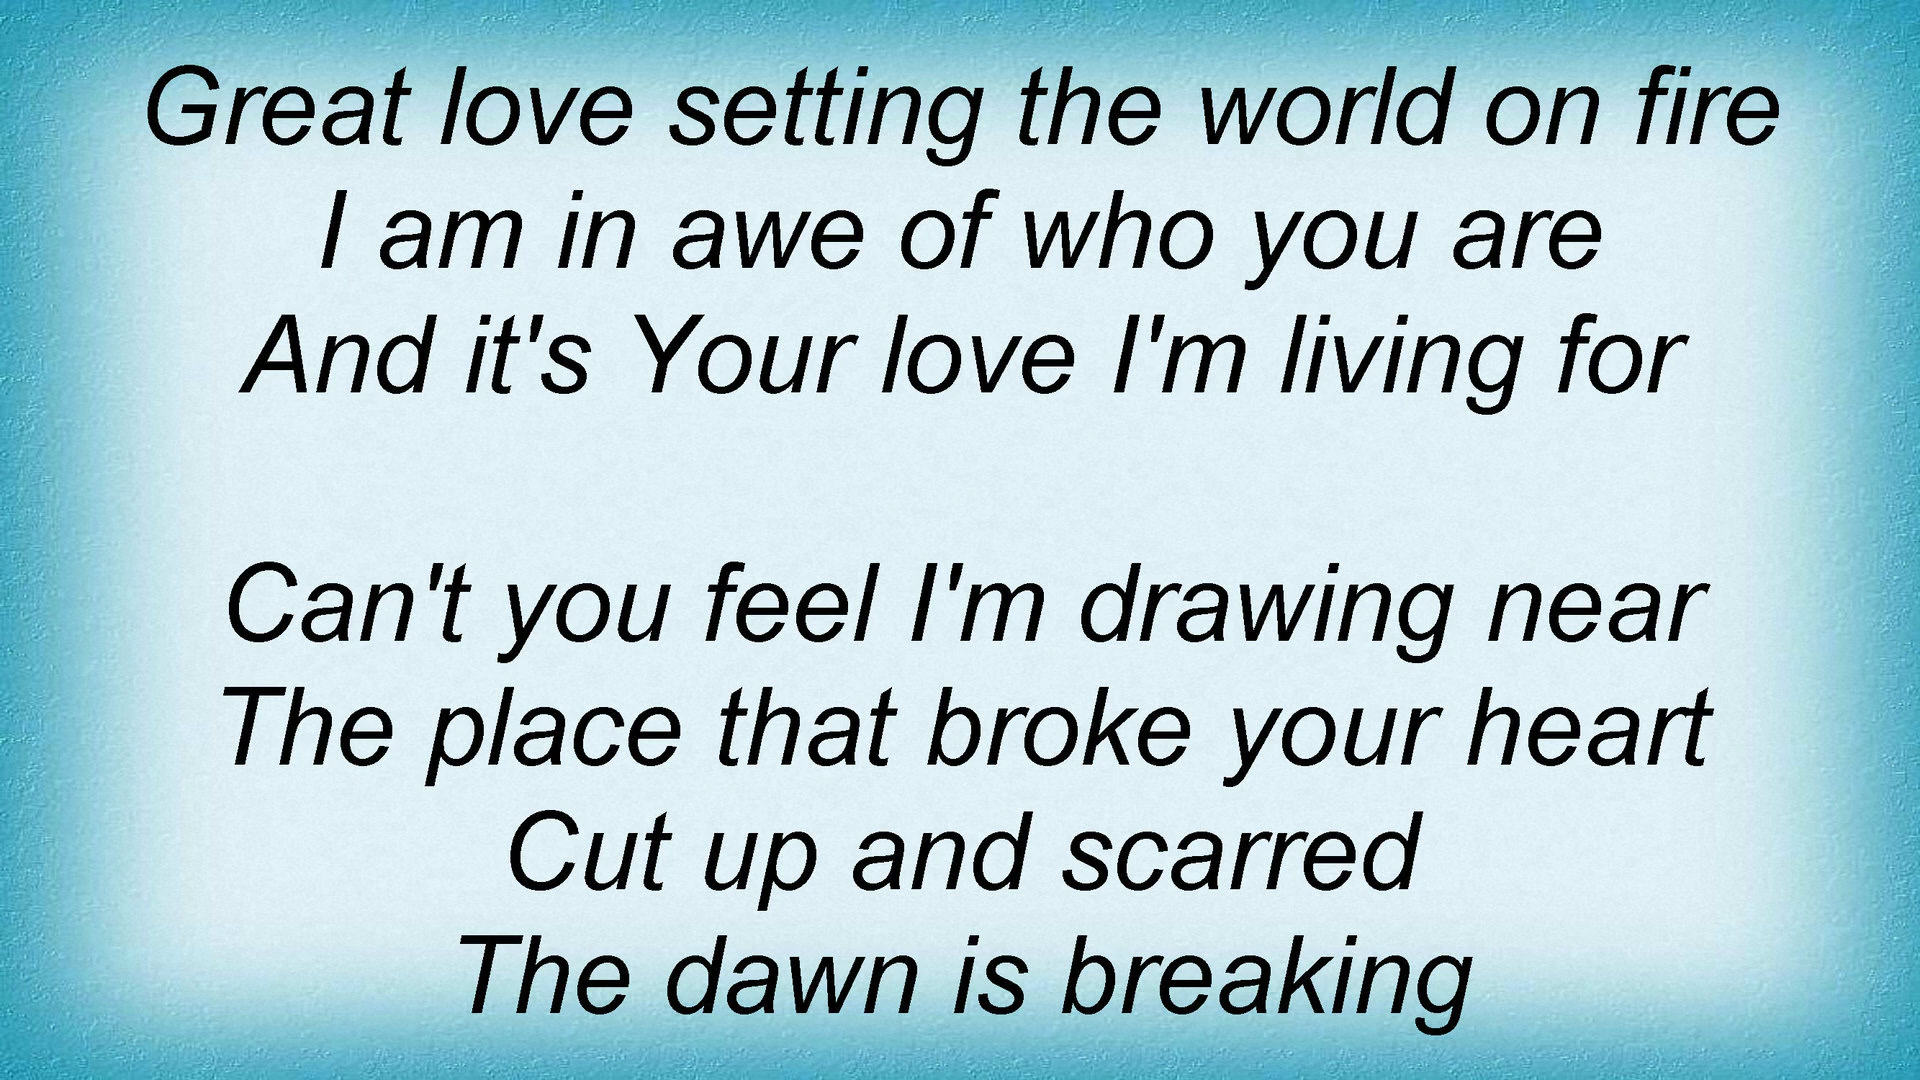 Great love setting the world on fire
I am in awe of who you are
And it's Your love I'm living for
Can't you feel I'm drawing near
The place that broke your heart
Cut up and scarred
The dawn is breaking